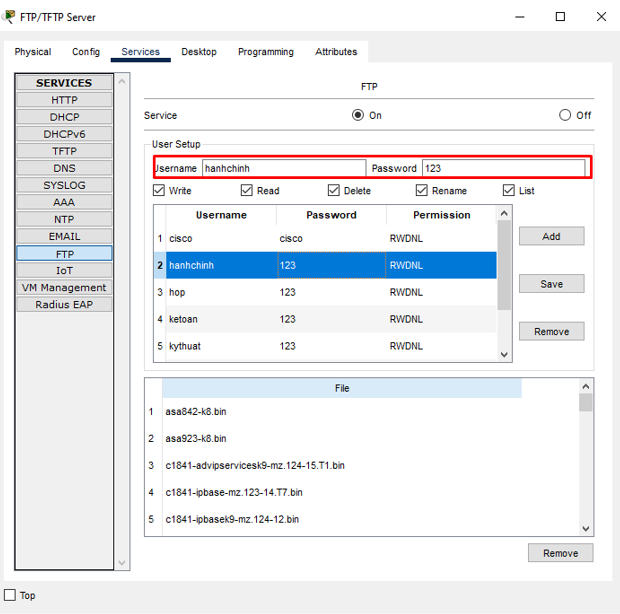 FTP/TFTP Server
Physical Config Services Desktop Programming Attributes
SERVICES
HTTP
DHCP
DHCPv6
TFTP
DNS
SYSLOG
AAA
NTP
EMAIL
FTP
IoT
VM Management
Radius EAP
FTP
Service On Off
User Setup
Username hanhchinh Password 123
Write Read Delete Rename List
Username Password Permission
1 cisco cisco RWDNL
2 hanhchinh 123 RWDNL
3 hop 123 RWDNL
4 ketoan 123 RWDNL
5 kythuat 123 RWDNL
Add
Save
Remove
File
1 asa842-k8.bin
2 asa923-k8.bin
3 c1841-advipservicesk9-mz.124-15.T1.bin
4 c1841-ipbase-mz.123-14.T7.bin
5 c1841-ipbasek9-mz.124-12.bin
Remove
Top